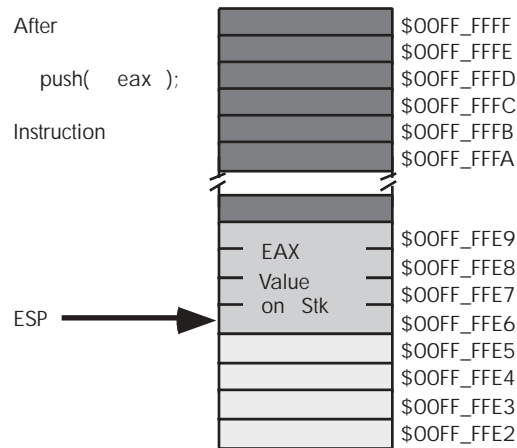 After
push( eax );
Instruction
ESP
EAX
Value
on Stk
$00FF_FFFF
$00FF_FFFE
$00FF_FFFD
$00FF_FFFC
$00FF_FFFB
$00FF_FFFA
$00FF_FFE9
$00FF_FFE8
$00FF_FFE7
$00FF_FFE6
$00FF_FFE5
$00FF_FFE4
$00FF_FFE3
$00FF_FFE2